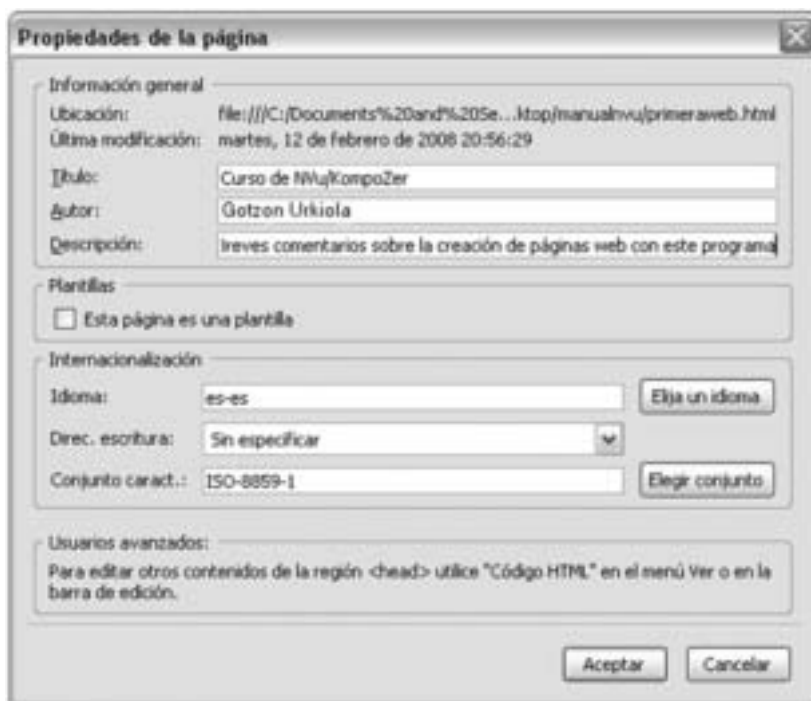 Propiedades de la página
Información general
Ubicación: file:///C:/Documents%20and%20Se...ktop/manualnvu/primeraweb.html
Última modificación: martes, 12 de febrero de 2008 20:56:29
Título: Curso de NVu/KompoZer
Autor: Gotzon Urkiola
Descripción: lreves comentarios sobre la creación de páginas web con este programa
Plantillas
Esta página es una plantilla
Internacionalización
Idioma: es-es Elija un idioma
Direc. escritura: Sin especificar
Conjunto caract.: ISO-8859-1 Elegir conjunto
Usuarios avanzados:
Para editar otros contenidos de la región <head> utilice "Código HTML" en el menú Ver o en la
barra de edición.
Aceptar Cancelar